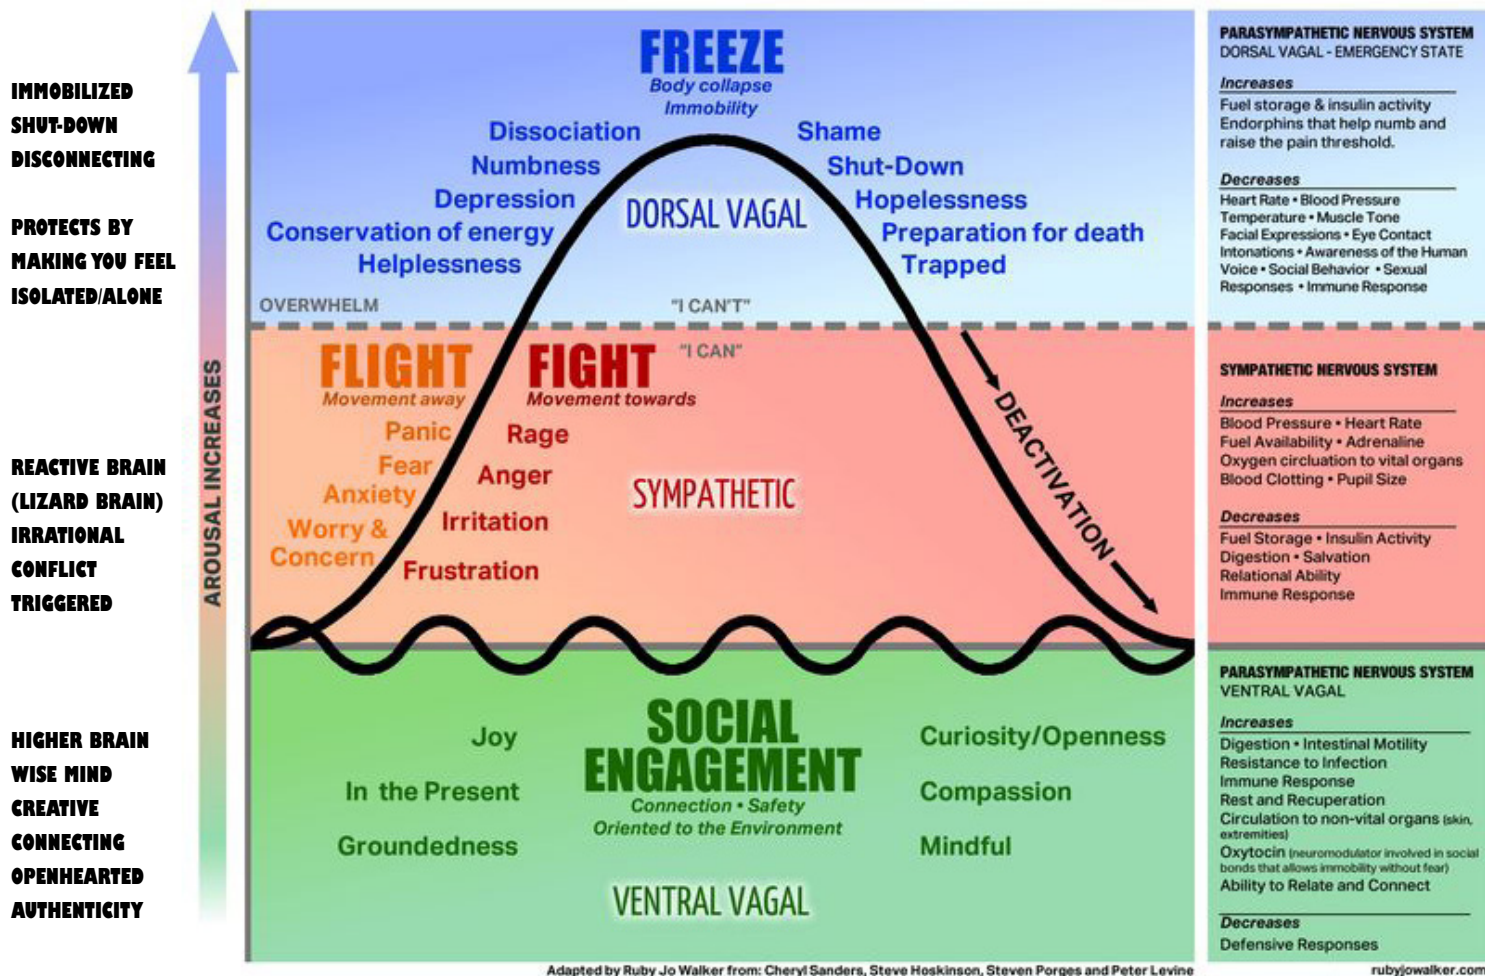 IMMOBILIZED
SHUT-DOWN
DISCONNECTING
PROTECTS BY
MAKING YOU FEEL
ISOLATED/ALONE
REACTIVE BRAIN
(LIZARD BRAIN)
IRRATIONAL
CONFLICT
TRIGGERED
HIGHER BRAIN
WISE MIND
CREATIVE
CONNECTING
OPENHEARTED
AUTHENTICITY
AROUSAL INCREASES
FREEZE
Body collapse
Immobility
Dissociation
Numbness
Depression
Conservation of energy
Helplessness
Shame
Shut-Down
Hopelessness
Preparation for death
Trapped
DORSAL VAGAL
OVERWHELM
"I CAN'T"
"I CAN"
FLIGHT
Movement away
Panic
Fear
Anxiety
Worry &
Concern
FIGHT
Movement towards
Rage
Anger
Irritation
Frustration
SYMPATHETIC
DEACTIVATION
SOCIAL
ENGAGEMENT
Connection • Safety
Oriented to the Environment
Joy
In the Present
Groundedness
Curiosity/Openness
Compassion
Mindful
VENTRAL VAGAL
PARASYMPATHETIC NERVOUS SYSTEM
DORSAL VAGAL - EMERGENCY STATE
Increases
Fuel storage & insulin activity
Endorphins that help numb and
raise the pain threshold.
Decreases
Heart Rate • Blood Pressure
Temperature • Muscle Tone
Facial Expressions • Eye Contact
Intonations • Awareness of the Human
Voice • Social Behavior • Sexual
Responses • Immune Response
SYMPATHETIC NERVOUS SYSTEM
Increases
Blood Pressure • Heart Rate
Fuel Availability • Adrenaline
Oxygen circluation to vital organs
Blood Clotting • Pupil Size
Decreases
Fuel Storage • Insulin Activity
Digestion • Salvation
Relational Ability
Immune Response
PARASYMPATHETIC NERVOUS SYSTEM
VENTRAL VAGAL
Increases
Digestion • Intestinal Motility
Resistance to Infection
Immune Response
Rest and Recuperation
Circulation to non-vital organs (skin,
extremities)
Oxytocin (neuromodulator involved in social
bonds that allows immobility without fear)
Ability to Relate and Connect
Decreases
Defensive Responses
Adapted by Ruby Jo Walker from: Cheryl Sanders, Steve Hoskinson, Steven Porges and Peter Levine
rubyjowalker.com